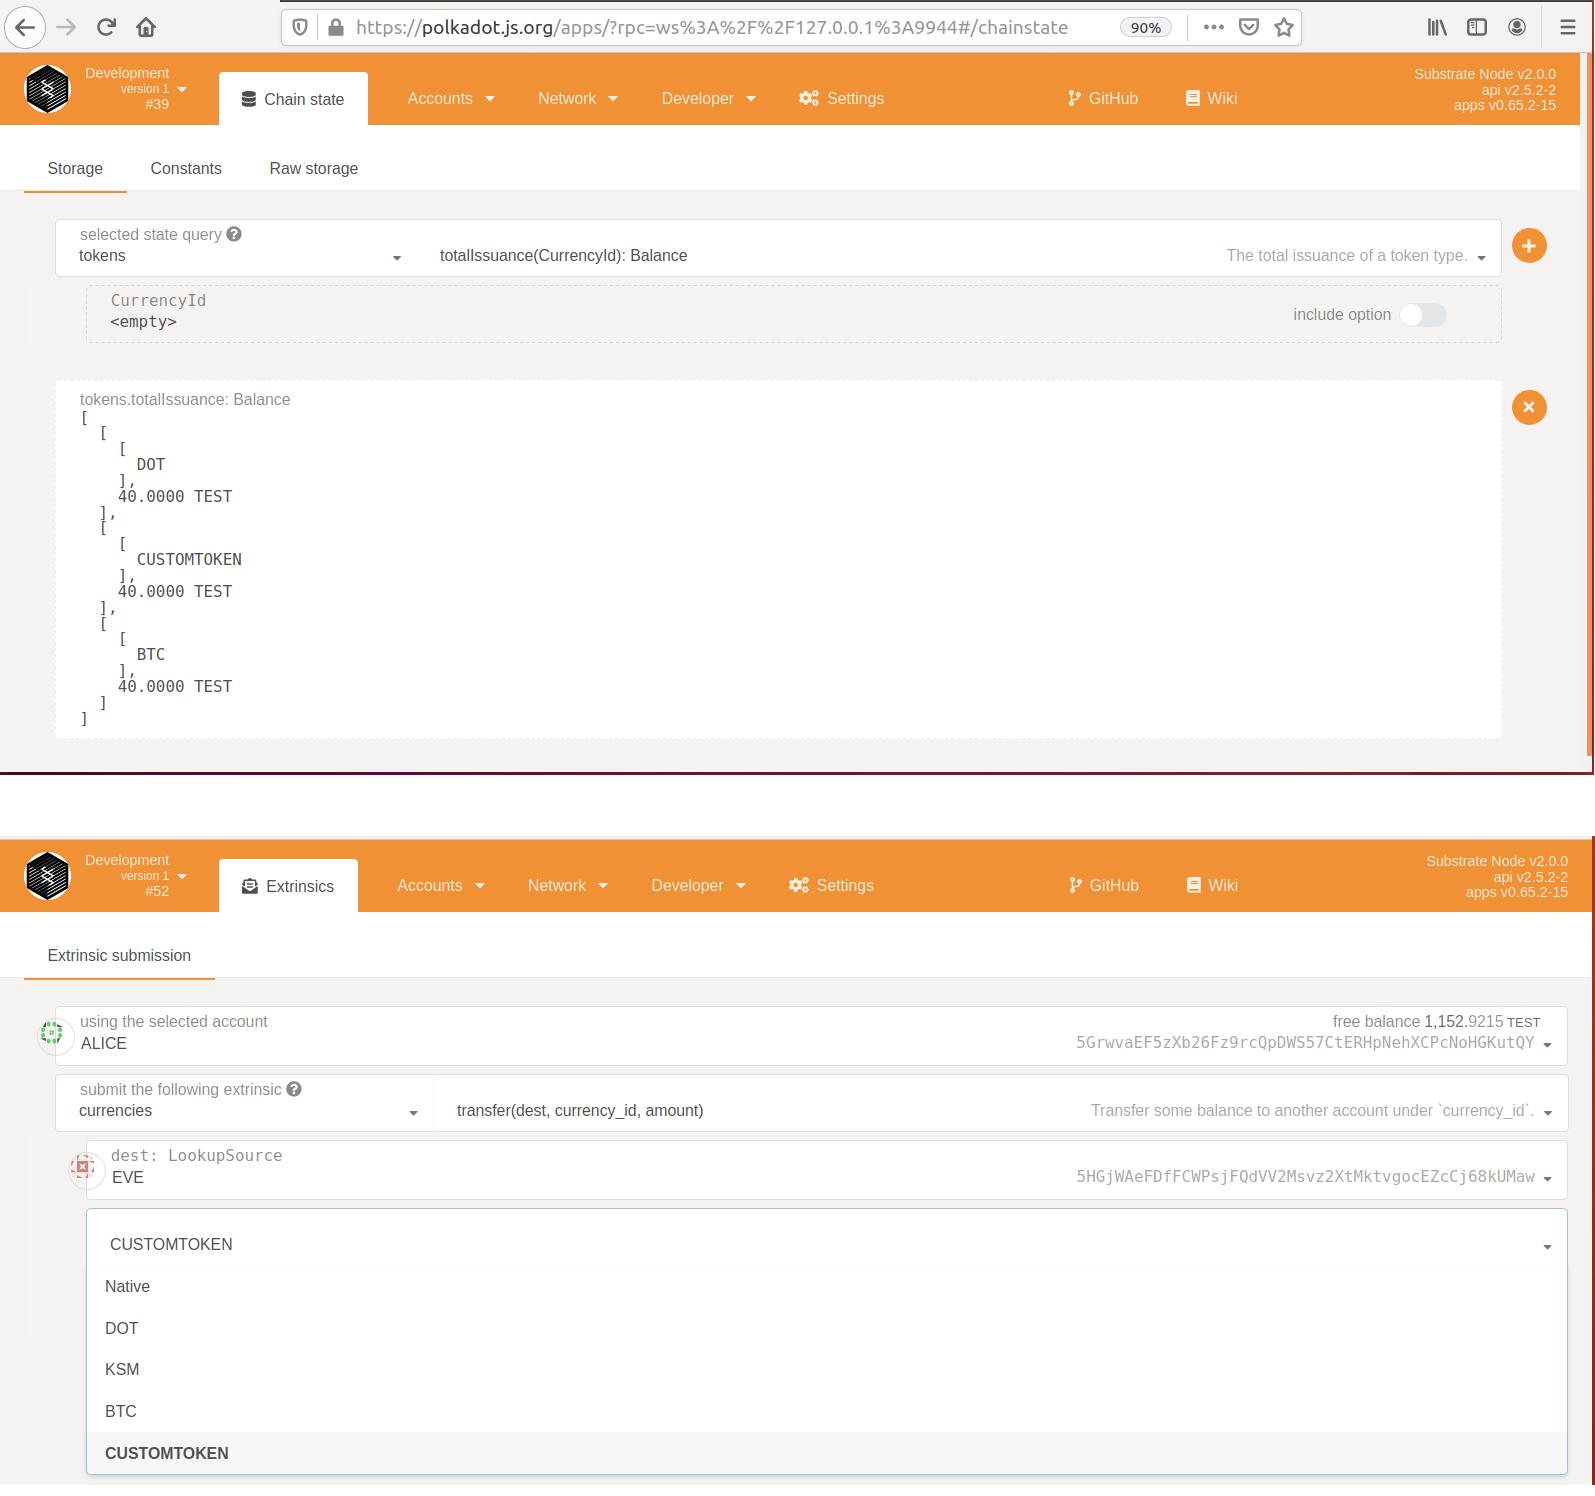 https://polkadot.js.org/apps/?rpc=ws%3A%2F%2F127.0.0.1%3A9944#/chainstate 90%
Development
version 1
#39
Chain state Accounts Network Developer Settings GitHub Wiki
Substrate Node v2.0.0
api v2.5.2-2
apps v0.65.2-15
Storage Constants Raw storage
selected state query
tokens totalIssuance(CurrencyId): Balance The total issuance of a token type.
CurrencyId
<empty>
include option
tokens.totalIssuance: Balance
[
[
[
DOT
],
40.0000 TEST
],
[
[
CUSTOMTOKEN
],
40.0000 TEST
],
[
[
BTC
],
40.0000 TEST
]
]
Development
version 1
#52
Extrinsics Accounts Network Developer Settings GitHub Wiki
Substrate Node v2.0.0
api v2.5.2-2
apps v0.65.2-15
Extrinsic submission
using the selected account free balance 1,152.9215 TEST
ALICE 5GrwvaEF5zXb26Fz9rcQpDWS57CtERHpNehXCPcNoHGKutQY
submit the following extrinsic
currencies transfer(dest, currency_id, amount) Transfer some balance to another account under `currency_id`.
dest: LookupSource
EVE 5HGjWAeFDfFCWPsjFQdVV2Msvz2XtMktvgocEZcCj68kUMaw
CUSTOMTOKEN
Native
DOT
KSM
BTC
CUSTOMTOKEN